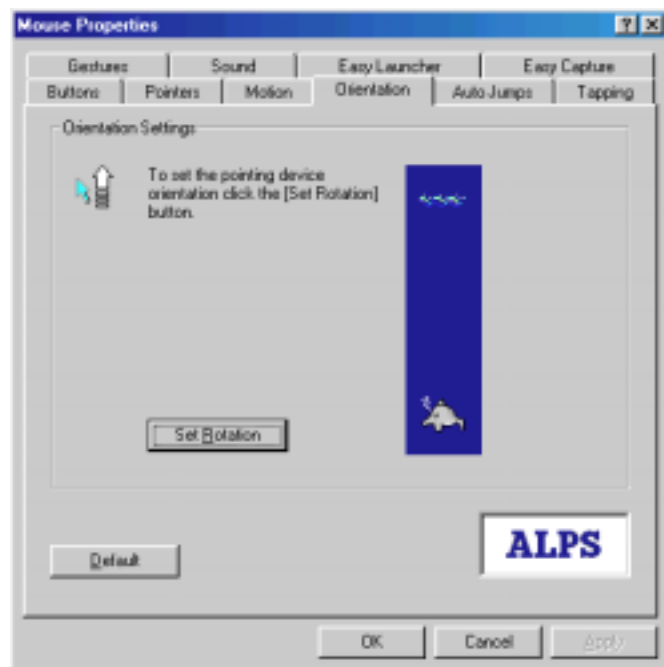 Mouse Properties
Gestures Sound Easy Launcher Easy Capture
Buttons Pointers Motion Orientation Auto Jumps Tapping
Orientation Settings
To set the pointing device
orientation click the [Set Rotation]
button.
Set Rotation
Default
ALPS
OK Cancel Apply